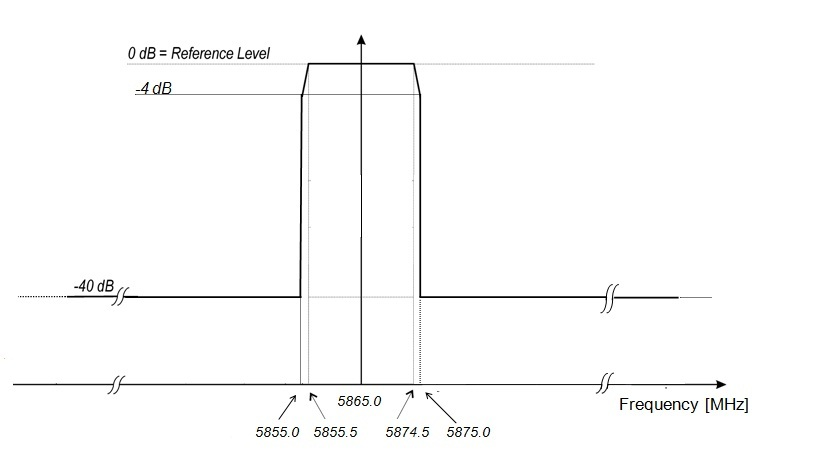 0 dB = Reference Level
-4 dB
-40 dB
5865.0
Frequency [MHz]
5855.0 5855.5 5874.5 5875.0